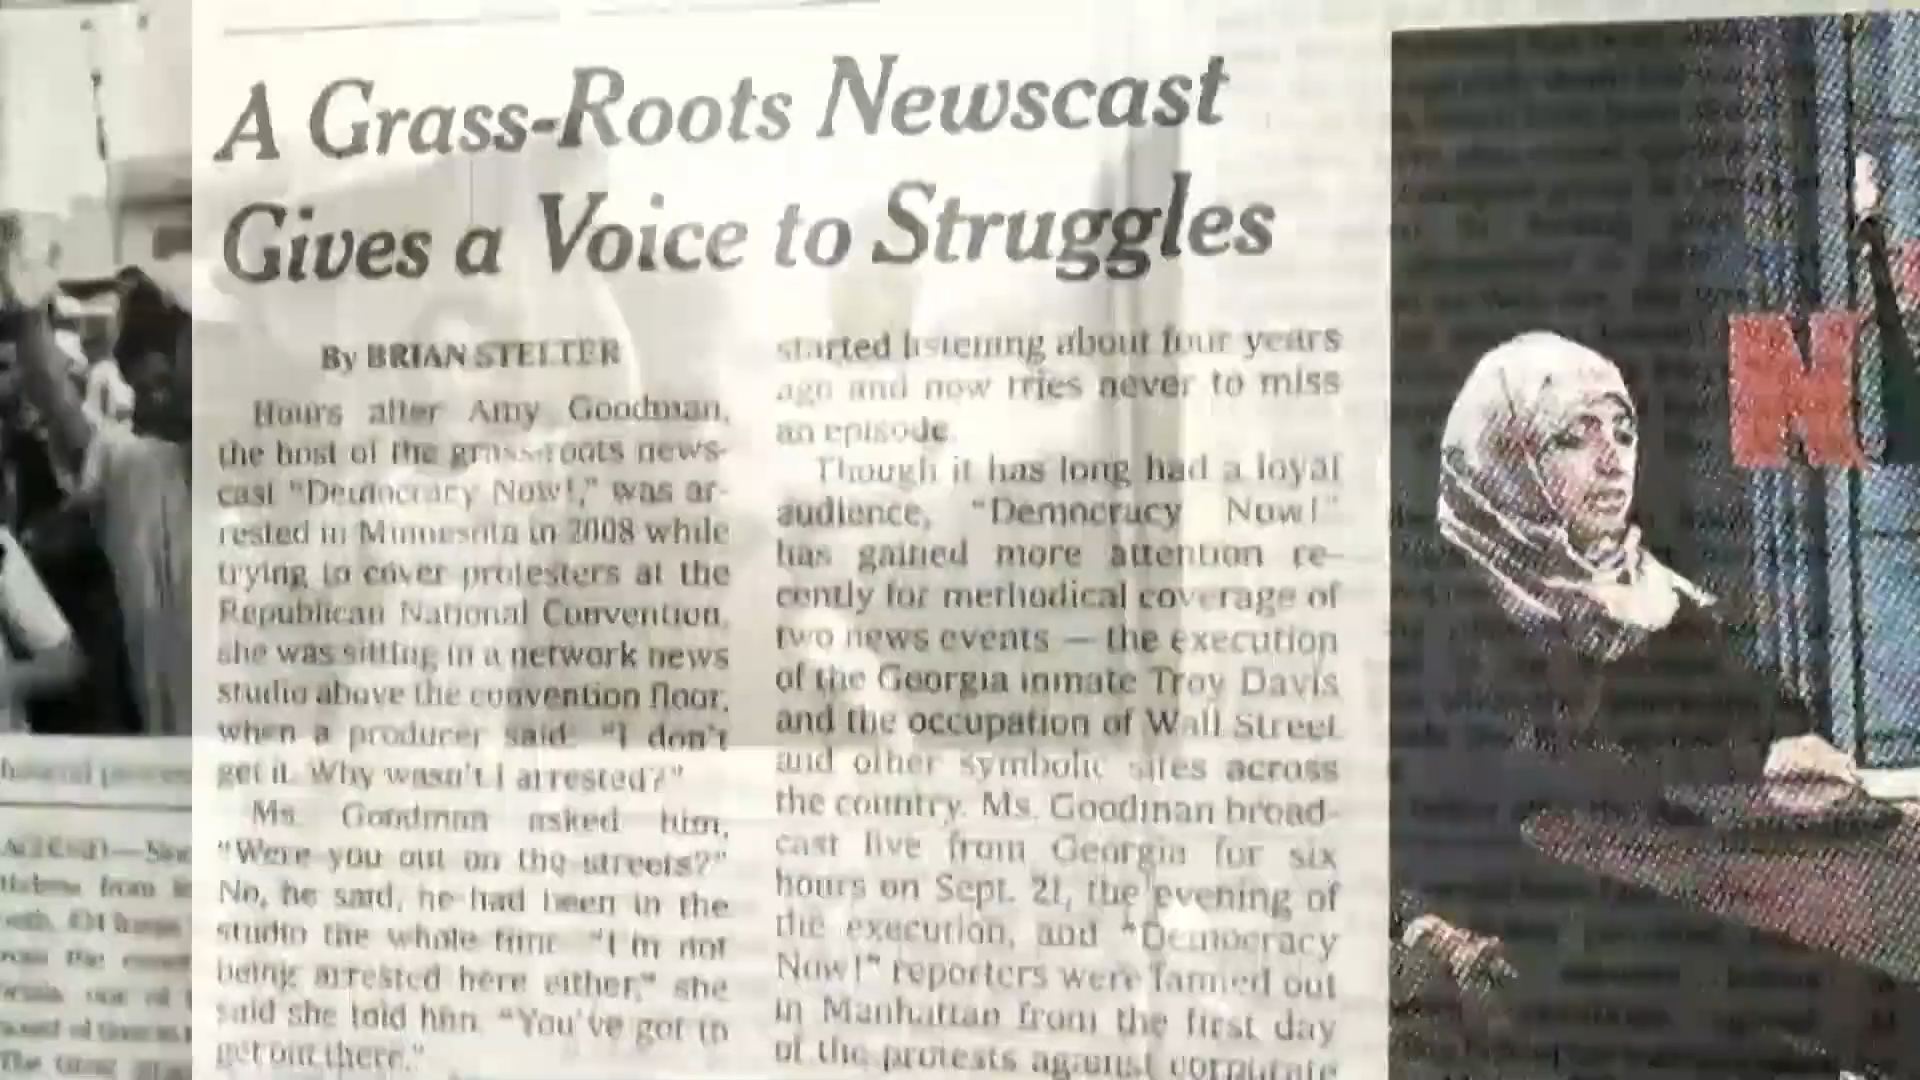 A Grass-Roots Newscast
Gives a Voice to Struggles
By BRIAN STELTER
Hours after Amy Goodman,
the host of the grass-roots news-
cast "Democracy Now!," was ar-
rested in Minnesota in 2008 while
trying to cover protesters at the
Republican National Convention,
she was sitting in a network news
studio above the convention floor,
when a producer said: "I don't
get it. Why wasn't I arrested?"
Ms. Goodman asked him,
"Were you out on the streets?"
No, he said, he had been in the
studio the whole time. "I'm not
being arrested here either," she
said she told him. "You've got to
get out there."
started listening about four years
ago and now tries never to miss
an episode.
Though it has long had a loyal
audience, "Democracy Now!"
has gained more attention re-
cently for methodical coverage of
two news events — the execution
of the Georgia inmate Troy Davis
and the occupation of Wall Street
and other symbolic sites across
the country. Ms. Goodman broad-
cast live from Georgia for six
hours on Sept. 21, the evening of
the execution, and "Democracy
Now!" reporters were fanned out
in Manhattan from the first day
of the protests against corporate
N